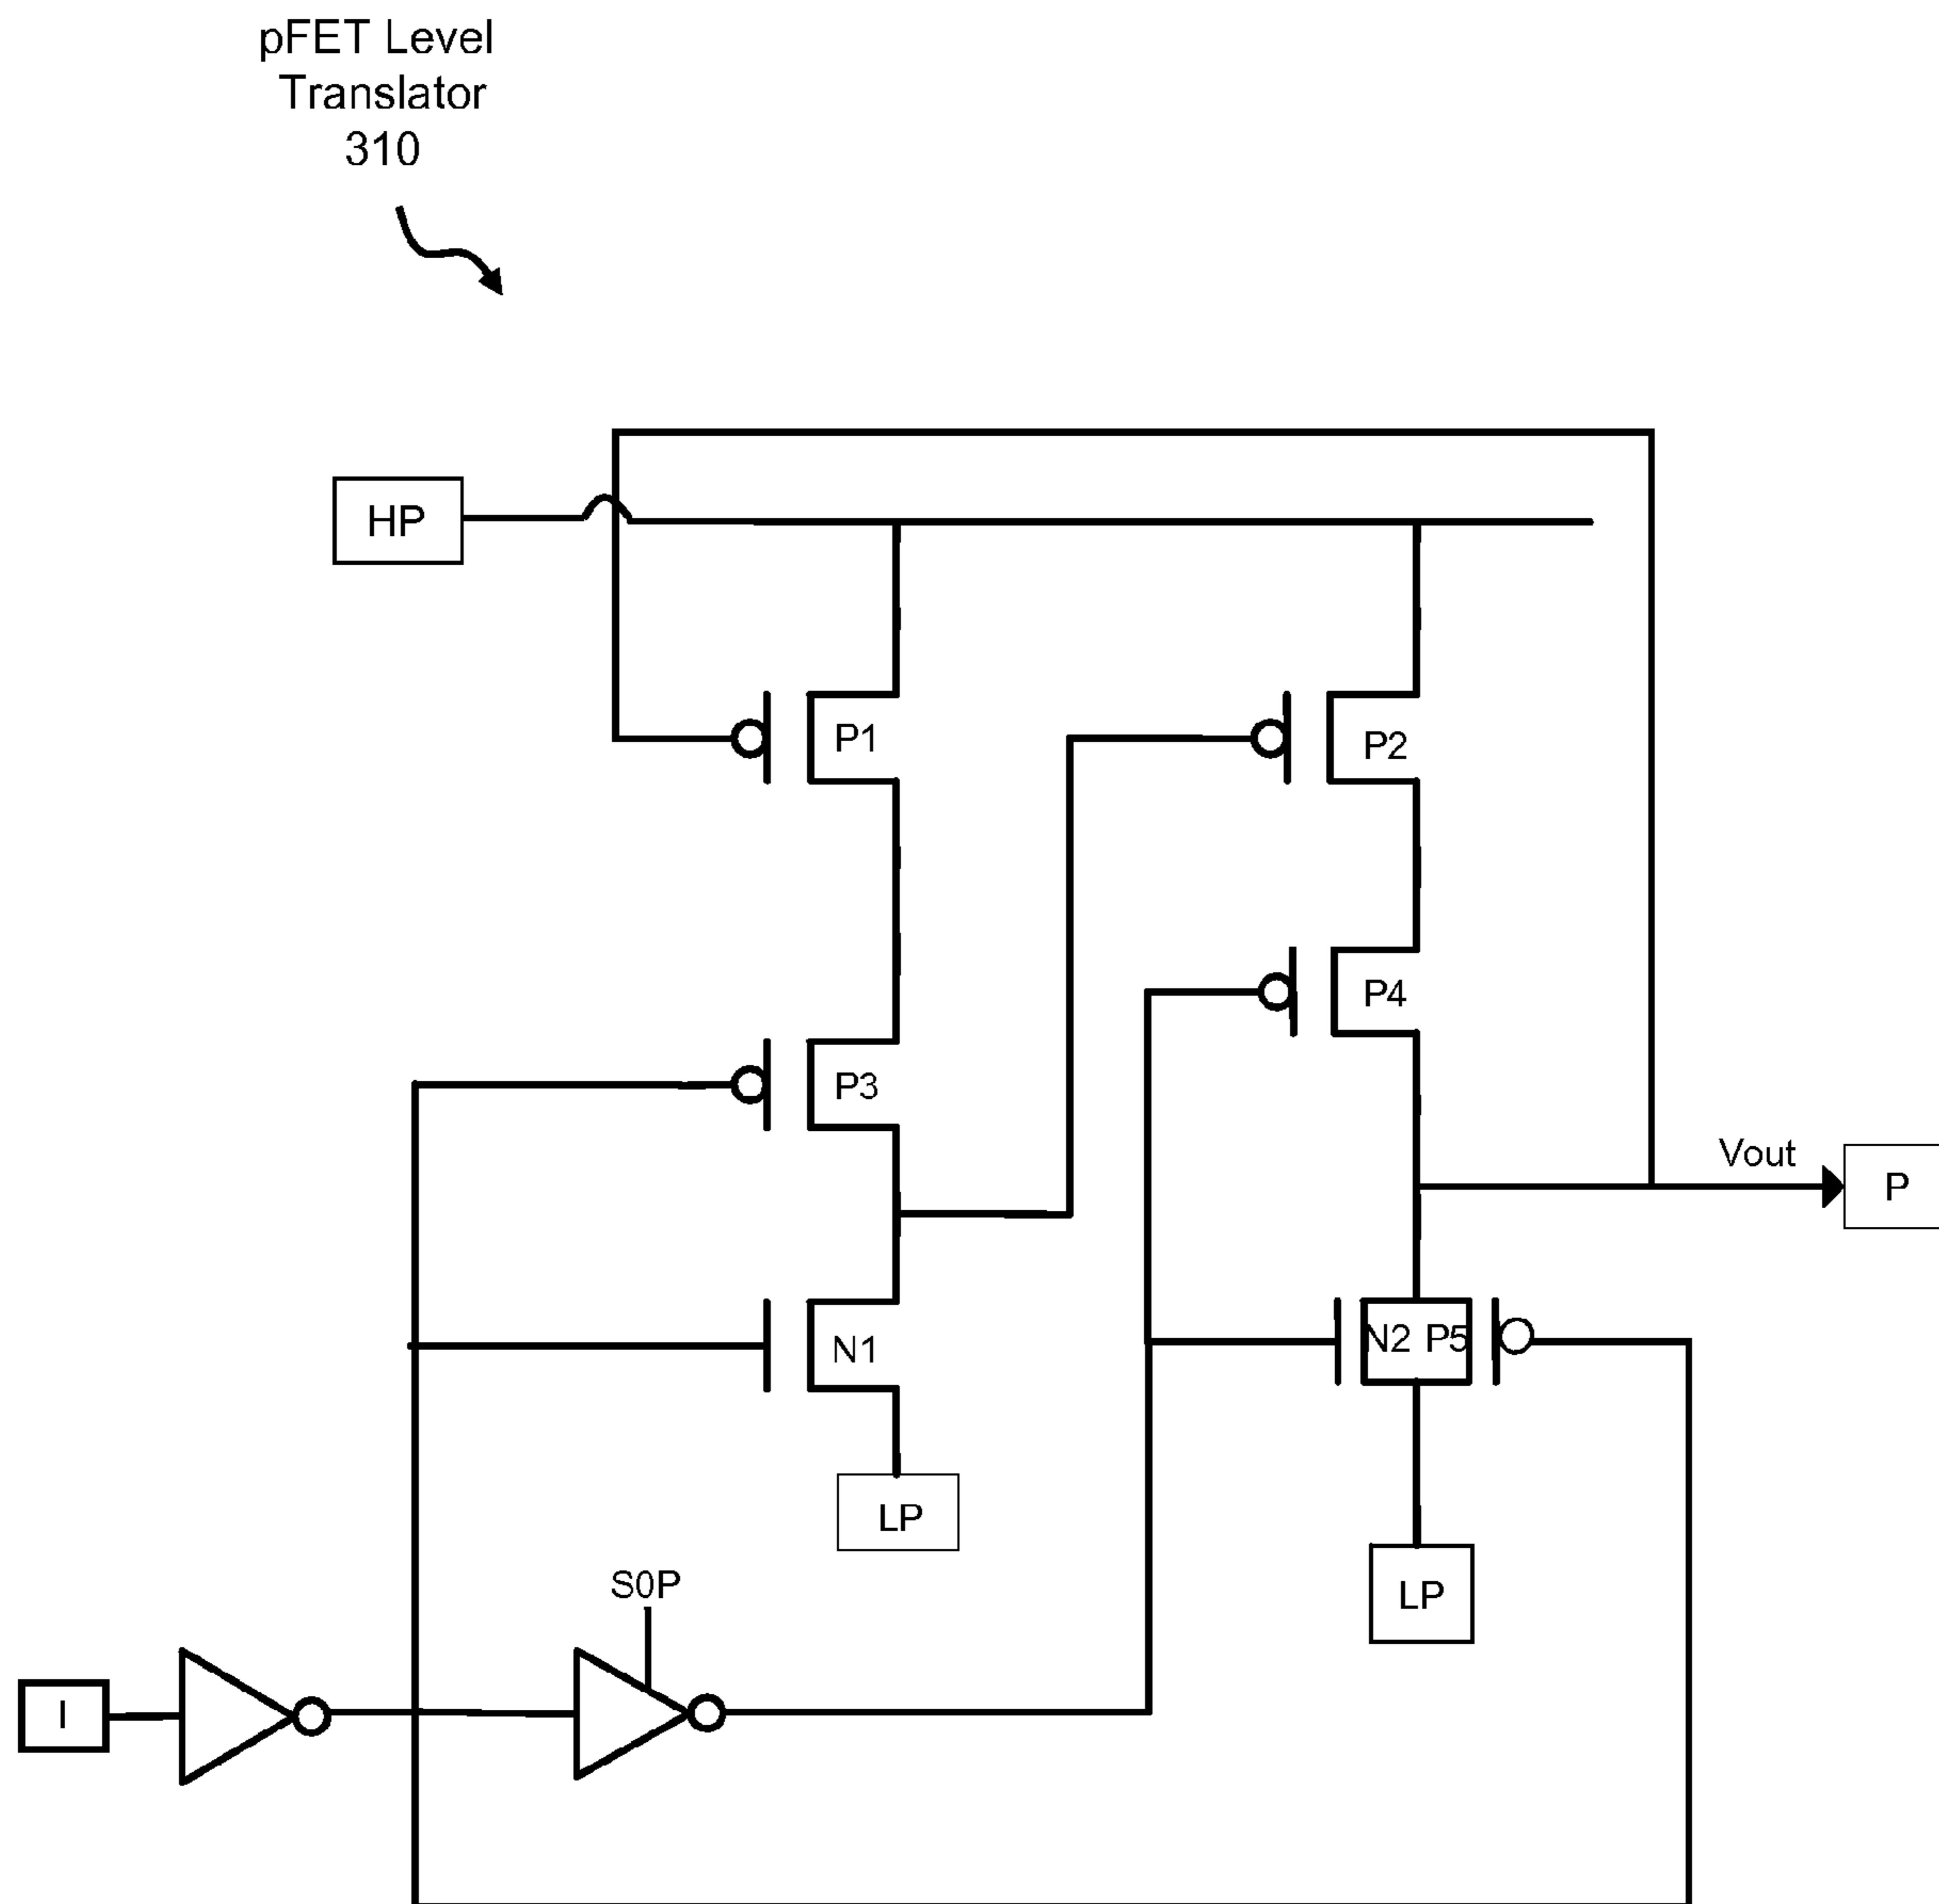 pFET Level
Translator
310
HP
P1
P2
P4
P3
Vout
P
N1
N2 P5
LP
S0P
LP
I